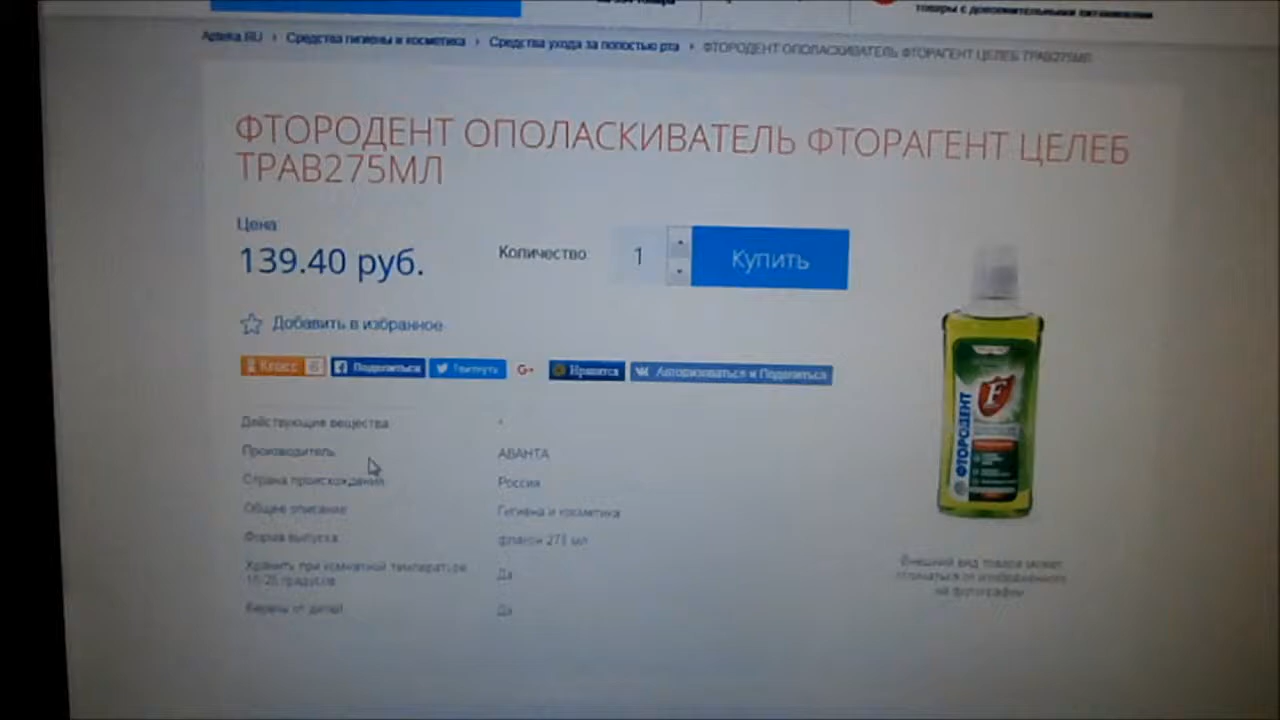 товары с дополнительными
Apteka.RU › Средства гигиены и косметика › Средства ухода за полостью рта › ФТОРОДЕНТ ОПОЛАСКИВАТЕЛЬ ФТОРАГЕНТ ЦЕЛЕБ ТРАВ275МЛ
ФТОРОДЕНТ ОПОЛАСКИВАТЕЛЬ ФТОРАГЕНТ ЦЕЛЕБ
ТРАВ275МЛ
Цена
139.40 руб.
Количество
1
Купить
Добавить в избранное
Класс
Поделиться
Твитнуть
G+
Нравится
Авторизоваться и Поделиться
Действующие вещества
Производитель АВАНТА
Страна происхождения Россия
Общее описание Гигиена и косметика
Форма выпуска флакон 275 мл
Хранить при комнатной температуре Да
15-25 градусов
Беречь от детей Да
F
ФТОРОДЕНТ
Внешний вид товара может
отличаться от изображённого
на фотографии